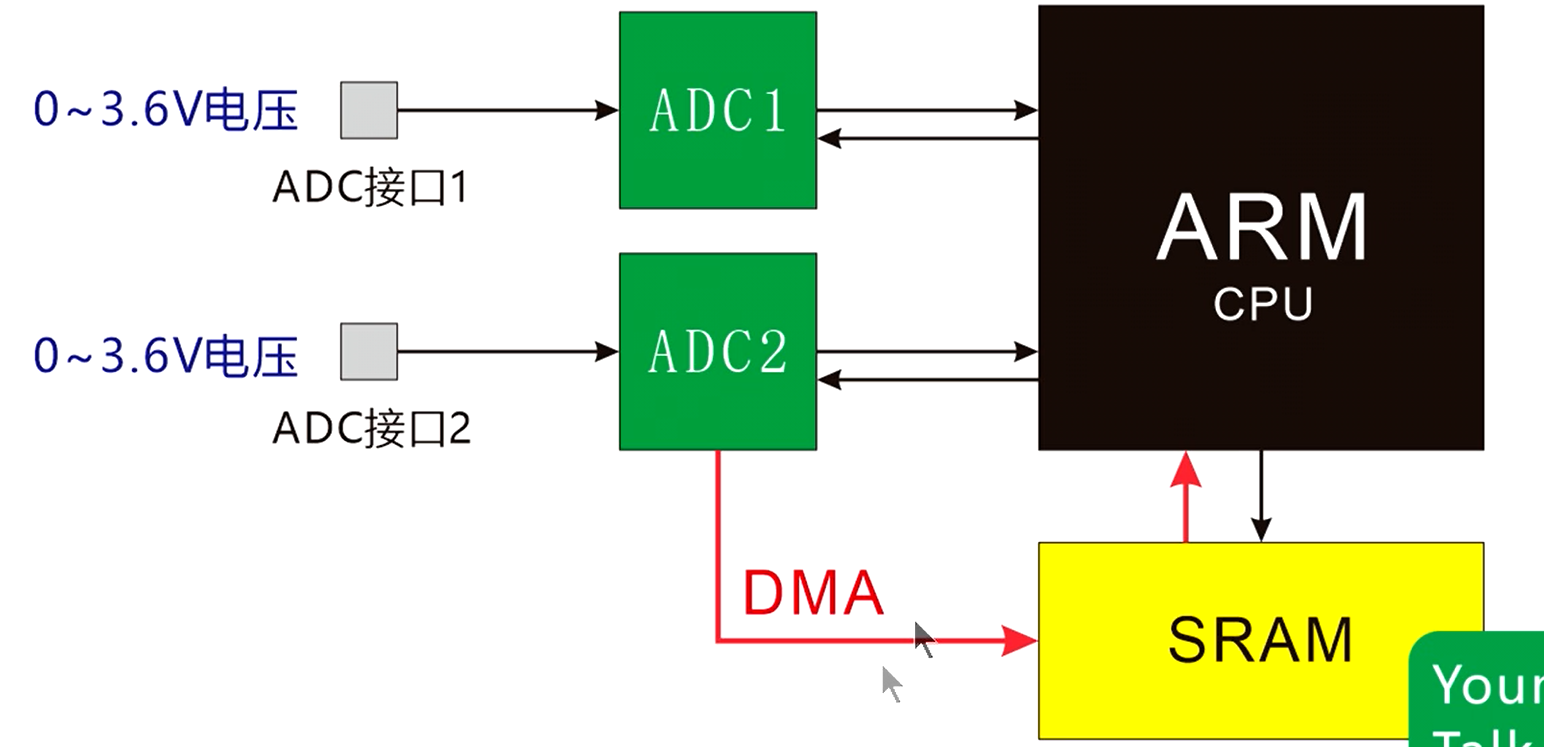 0~3.6V电压
ADC接口1
ADC1
ARM
CPU
0~3.6V电压
ADC接口2
ADC2
DMA
SRAM
Your
Talk